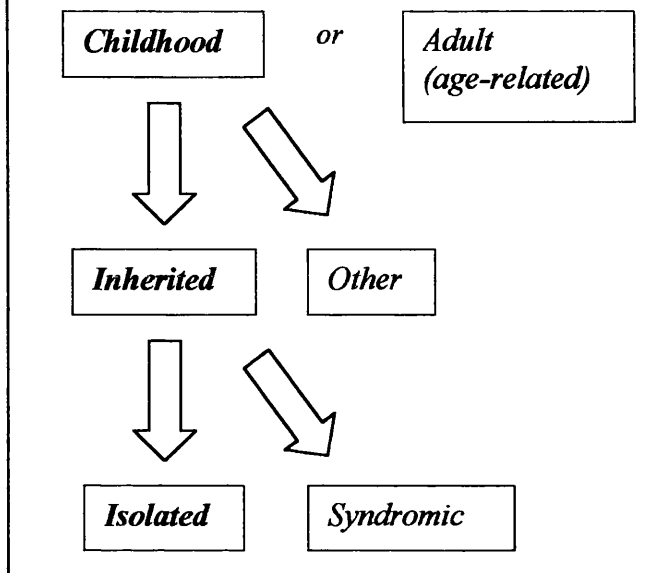 Childhood
or
Adult
(age-related)
Inherited
Other
Isolated
Syndromic